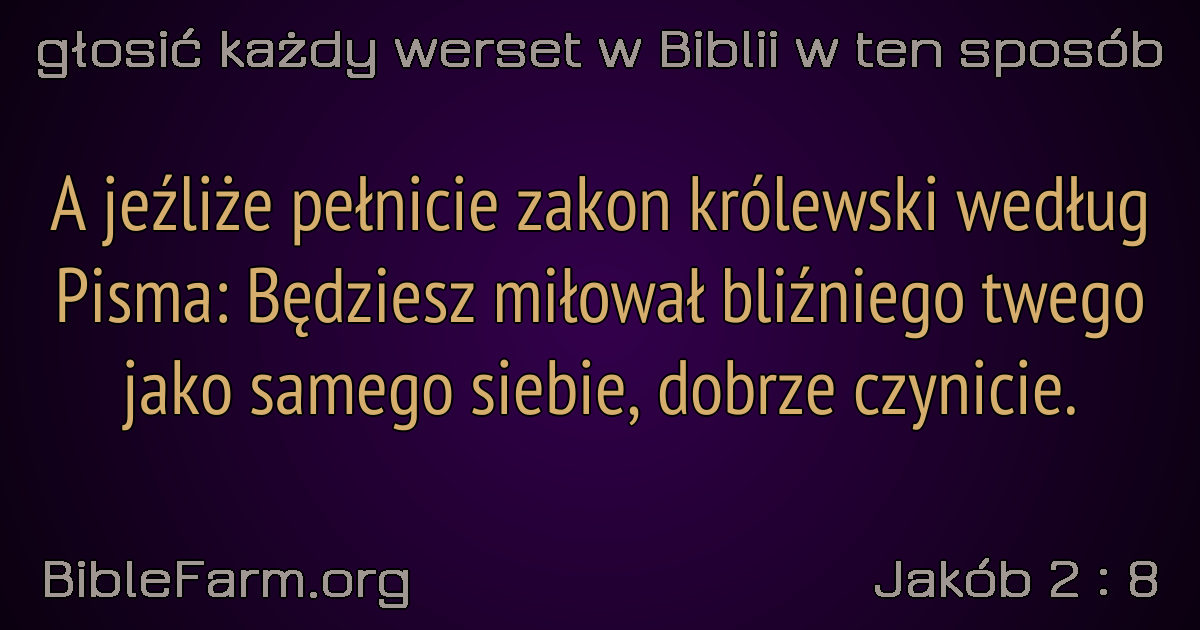 głosić każdy werset w Biblii w ten sposób
A jeźliże pełnicie zakon królewski według
Pisma: Będziesz miłował bliźniego twego
jako samego siebie, dobrze czynicie.
BibleFarm.org
Jakób 2 : 8